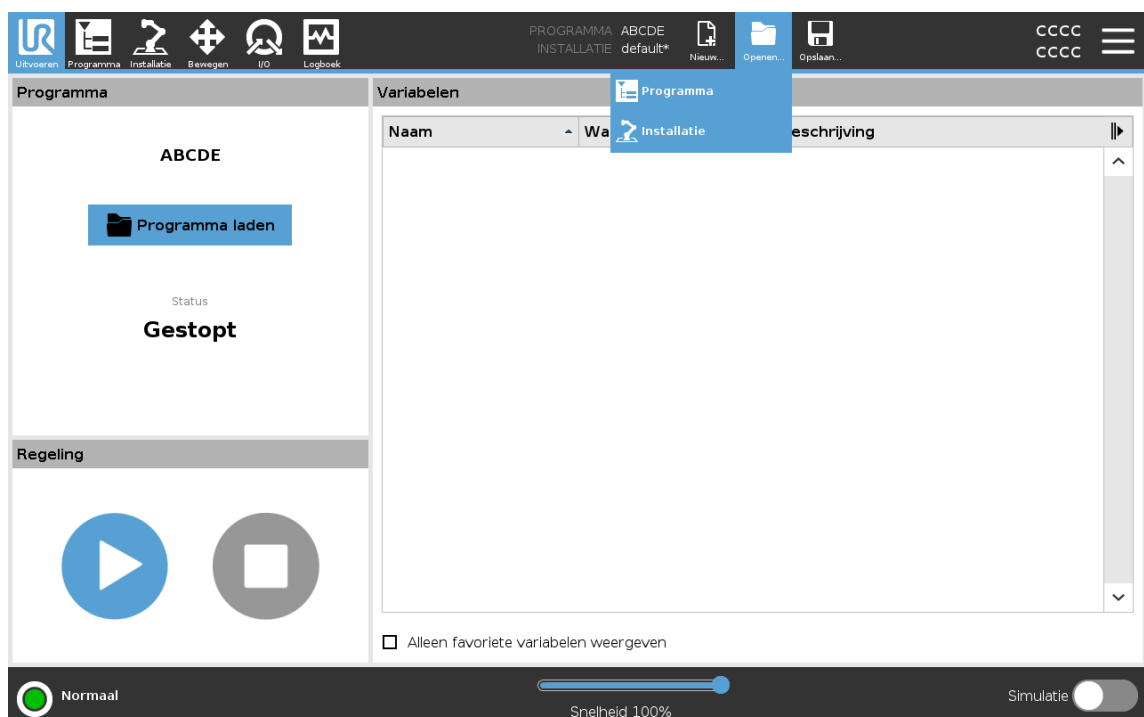 PROGRAMMA ABCDE
INSTALLATIE default*
CCCC
CCCC
Uitvoeren Programma Installatie Bewegen I/O Logboek
Nieuw... Openen... Opslaan...
Programma
Variabelen
Programma
Installatie
Naam
Wa
eschrijving
ABCDE
Programma laden
Status
Gestopt
Regeling
Alleen favoriete variabelen weergeven
Normaal
Snelheid 100%
Simulatie